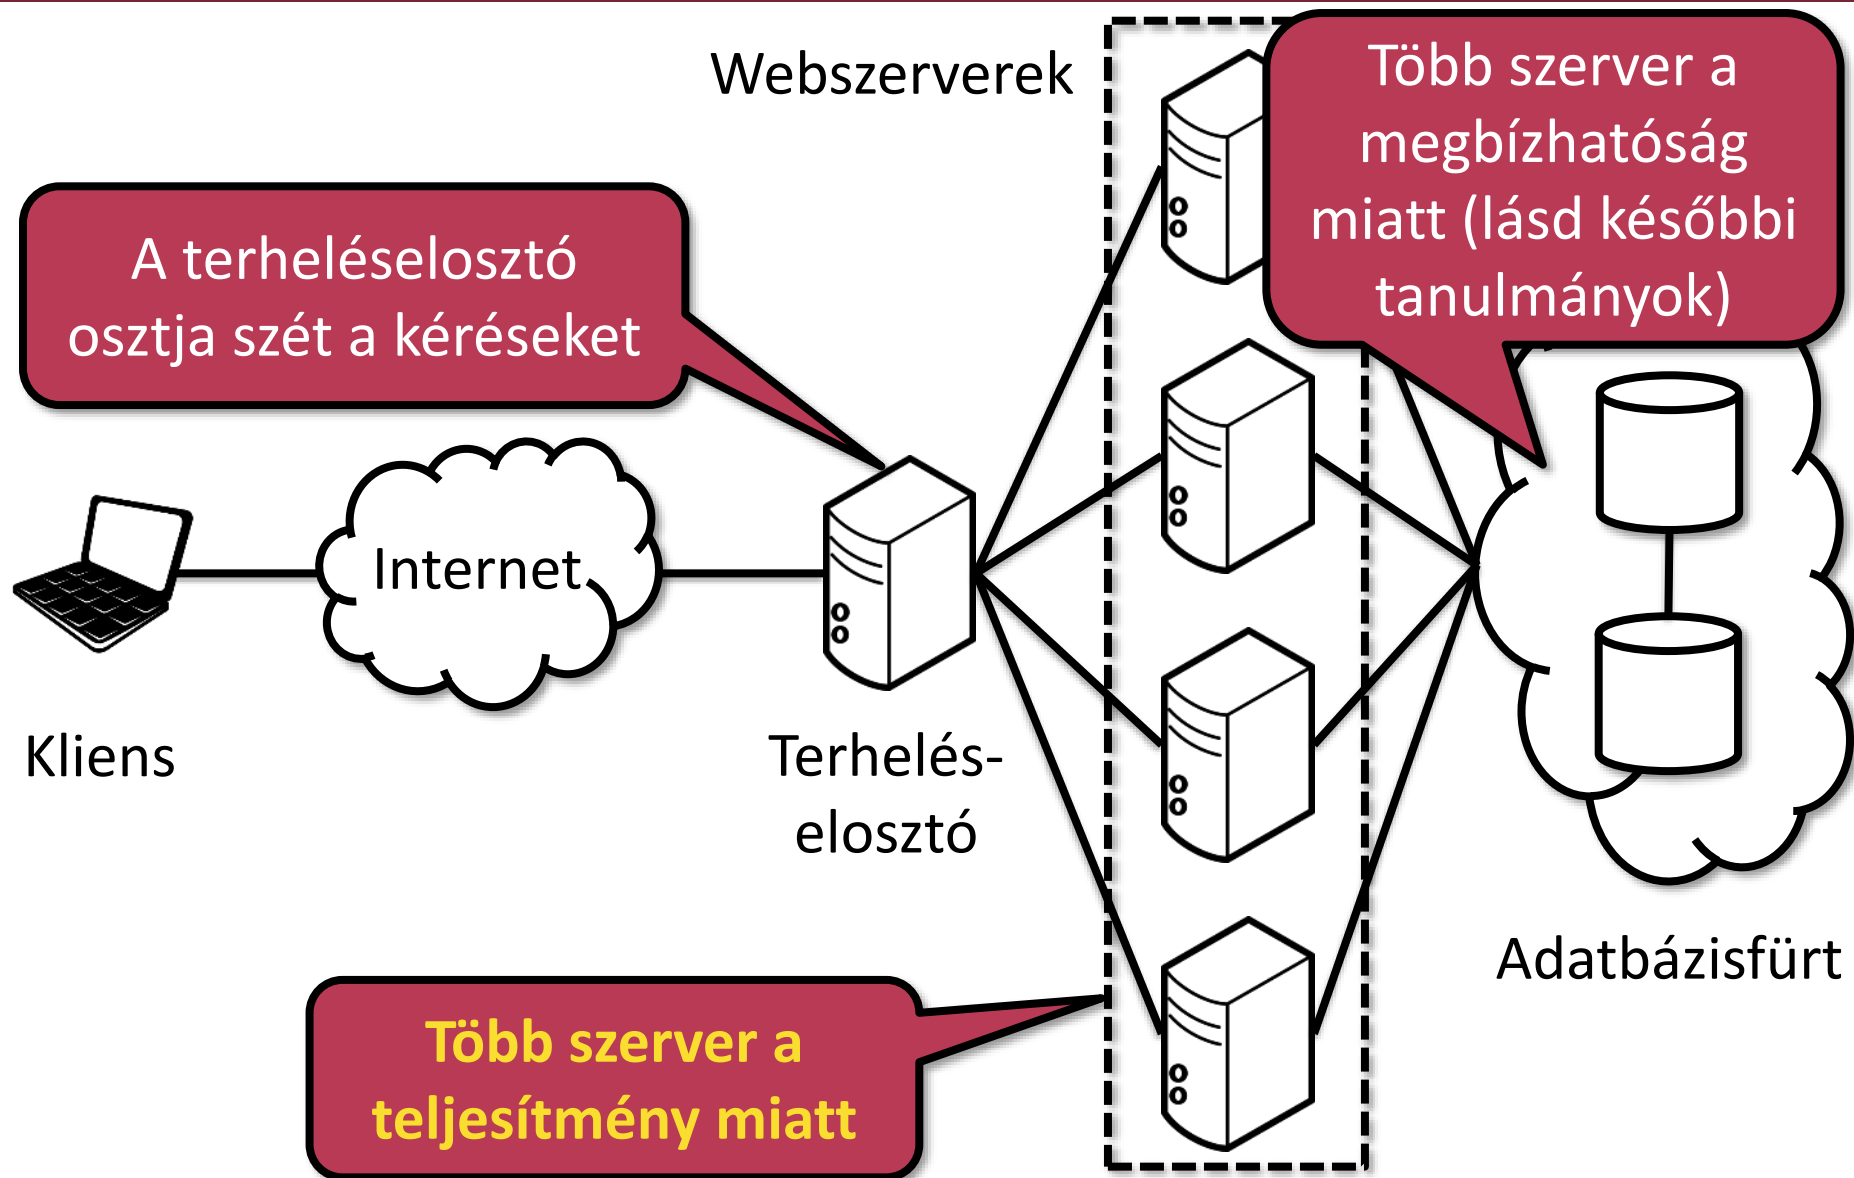 Webszerverek
Több szerver a
megbízhatóság
miatt (lásd későbbi
tanulmányok)
A terheléselosztó
osztja szét a kéréseket
Internet
Kliens
Terhelés-
elosztó
Adatbázisfürt
Több szerver a
teljesítmény miatt